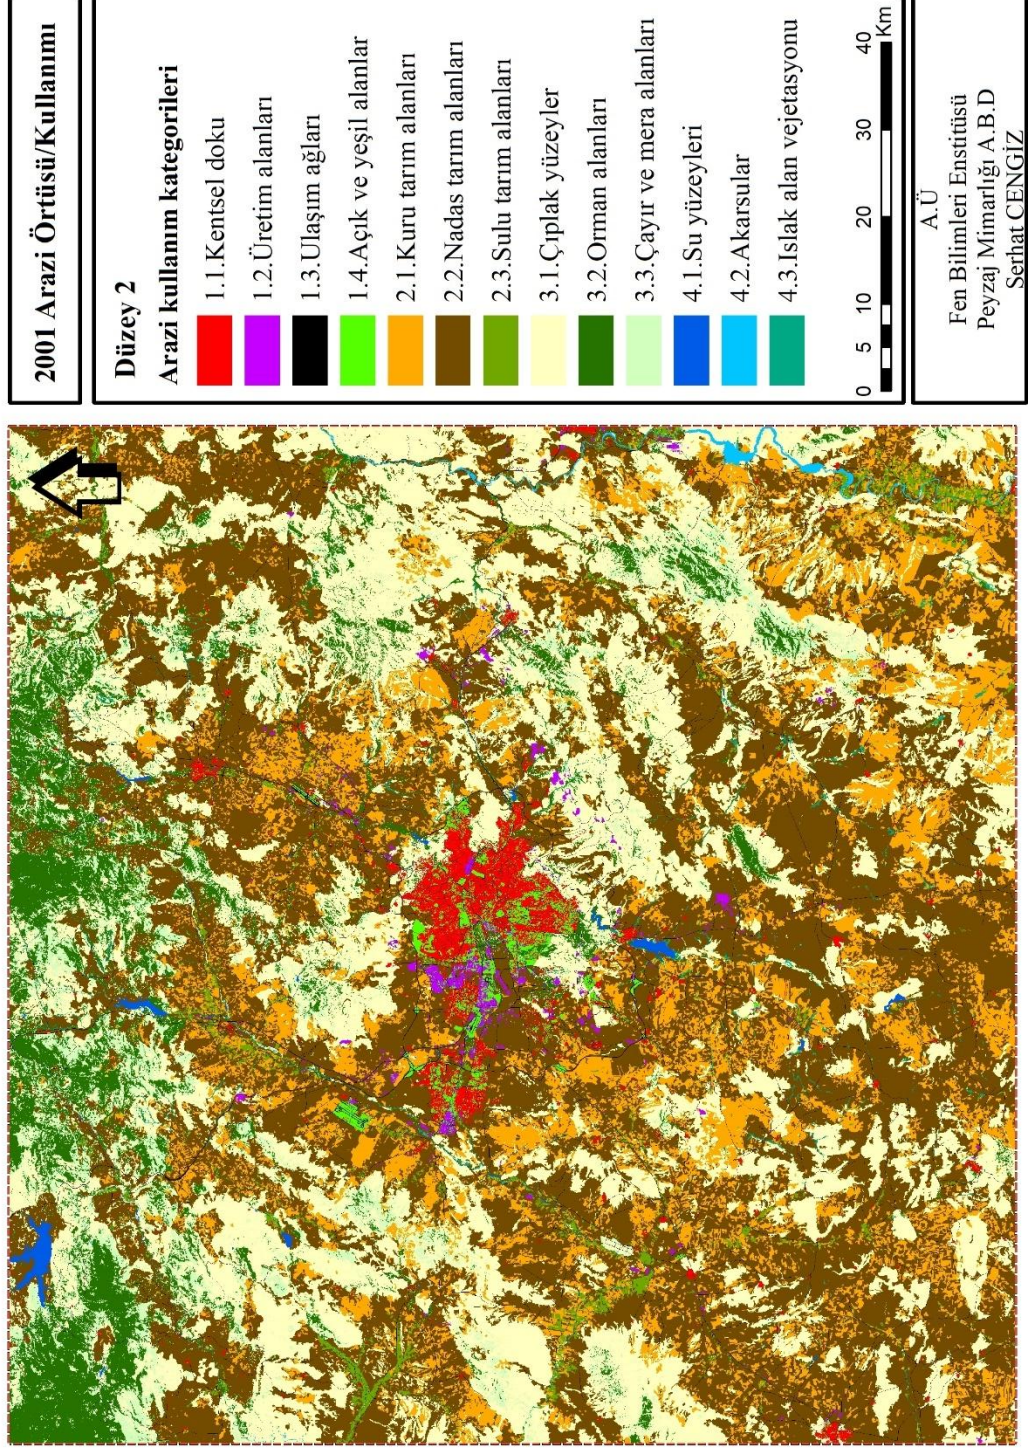 2001 Arazi Örtüsü/Kullanımı
Düzey 2
Arazi kullanım kategorileri
1.1.Kentsel doku
1.2.Üretim alanları
1.3.Ulaşım ağları
1.4.Açık ve yeşil alanlar
2.1.Kuru tarım alanları
2.2.Nadas tarım alanları
2.3.Sulu tarım alanları
3.1.Çıplak yüzeyler
3.2.Orman alanları
3.3.Çayır ve mera alanları
4.1.Su yüzeyleri
4.2.Akarsular
4.3.Islak alan vejetasyonu
0 5 10 20 30 40
Km
A.Ü
Fen Bilimleri Enstitüsü
Peyzaj Mimarlığı A.B.D
Serhat CENGİZ